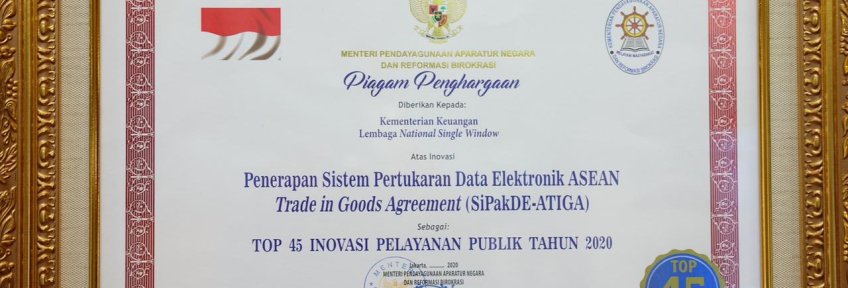 MENTERI PENDAYAGUNAAN APARATUR NEGARA
DAN REFORMASI BIROKRASI
Piagam Penghargaan
Diberikan Kepada:
Kementerian Keuangan
Lembaga National Single Window
Atas Inovasi
Penerapan Sistem Pertukaran Data Elektronik ASEAN
Trade in Goods Agreement (SiPakDE-ATIGA)
Sebagai:
TOP 45 INOVASI PELAYANAN PUBLIK TAHUN 2020
Jakarta, ......... 2020
MENTERI PENDAYAGUNAAN APARATUR NEGARA
DAN REFORMASI BIROKRASI
TOP
45